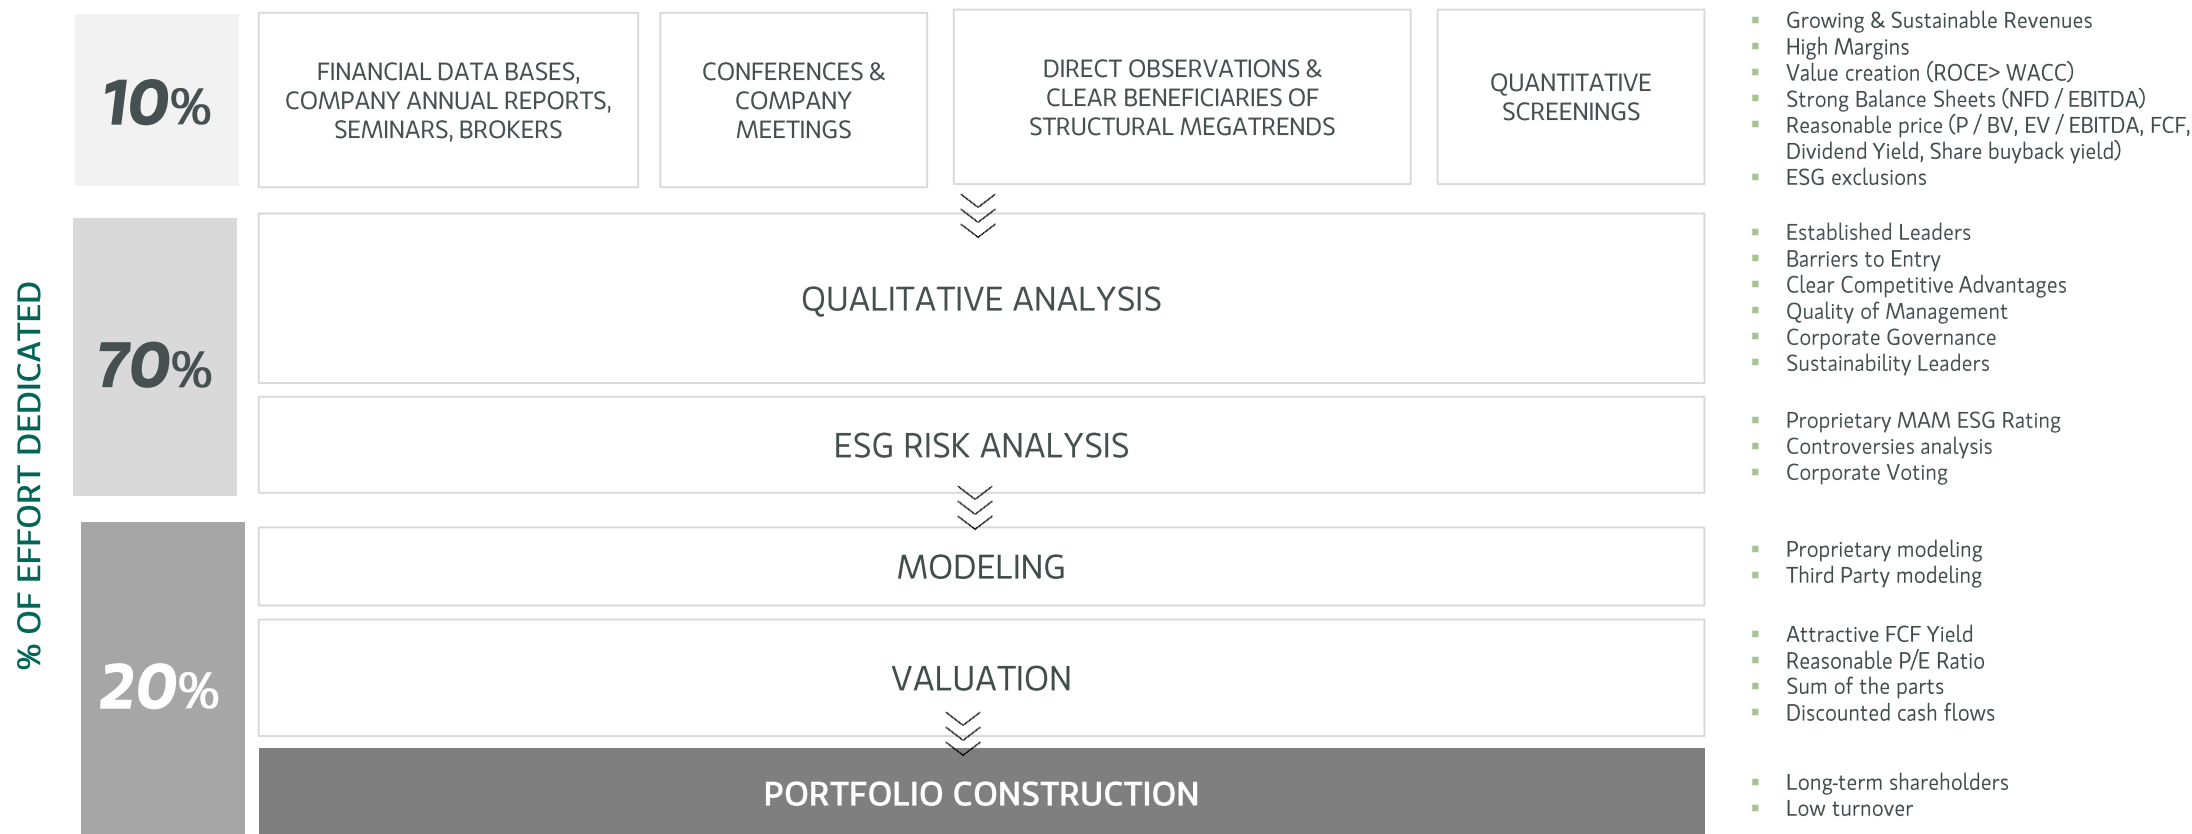 % OF EFFORT DEDICATED
10%
FINANCIAL DATA BASES,
COMPANY ANNUAL REPORTS,
SEMINARS, BROKERS
CONFERENCES &
COMPANY
MEETINGS
DIRECT OBSERVATIONS &
CLEAR BENEFICIARIES OF
STRUCTURAL MEGATRENDS
QUANTITATIVE
SCREENINGS
Growing & Sustainable Revenues
High Margins
Value creation (ROCE> WACC)
Strong Balance Sheets (NFD / EBITDA)
Reasonable price (P / BV, EV / EBITDA, FCF,
Dividend Yield, Share buyback yield)
ESG exclusions
70%
QUALITATIVE ANALYSIS
Established Leaders
Barriers to Entry
Clear Competitive Advantages
Quality of Management
Corporate Governance
Sustainability Leaders
ESG RISK ANALYSIS
Proprietary MAM ESG Rating
Controversies analysis
Corporate Voting
20%
MODELING
Proprietary modeling
Third Party modeling
VALUATION
Attractive FCF Yield
Reasonable P/E Ratio
Sum of the parts
Discounted cash flows
PORTFOLIO CONSTRUCTION
Long-term shareholders
Low turnover